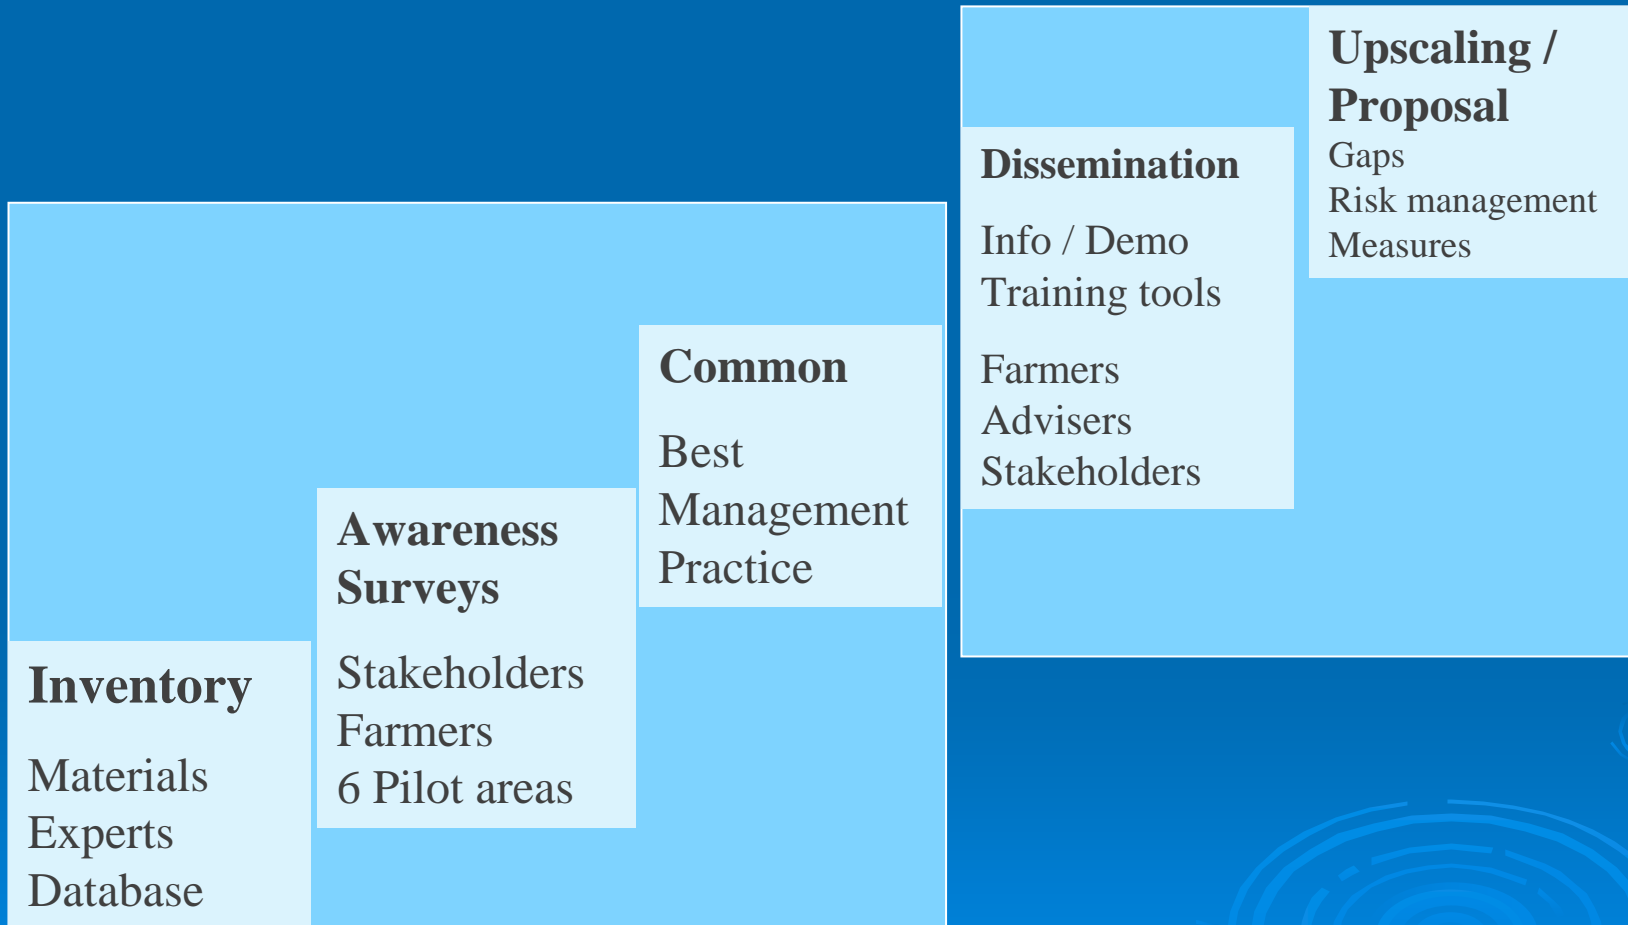 Inventory
Materials
Experts
Database
Awareness
Surveys
Stakeholders
Farmers
6 Pilot areas
Common
Best
Management
Practice
Dissemination
Info / Demo
Training tools
Farmers
Advisers
Stakeholders
Upscaling /
Proposal
Gaps
Risk management
Measures